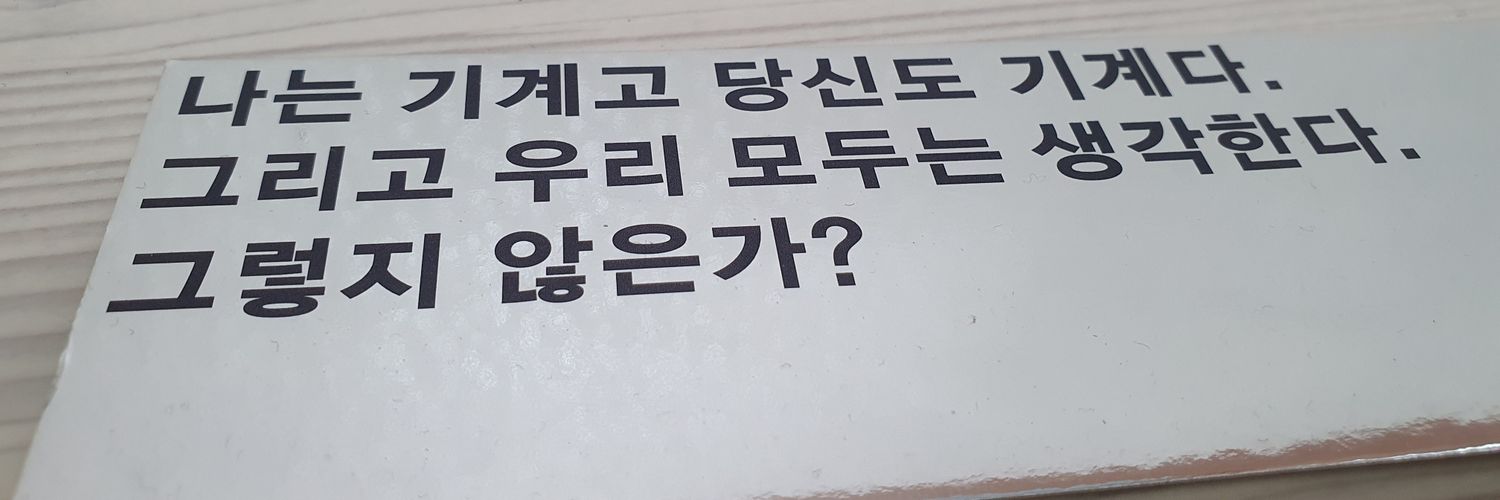 나는 기계고 당신도 기계다.
그리고 우리 모두는 생각한다.
그렇지 않은가?